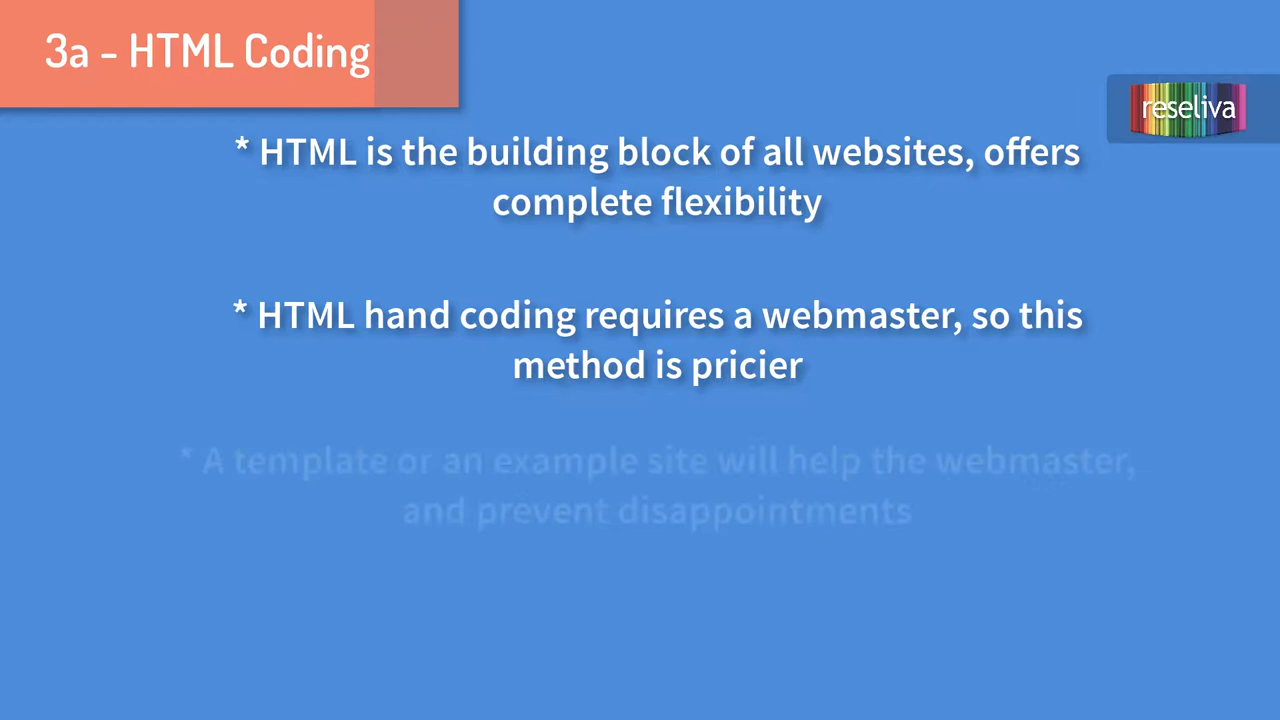 3a - HTML Coding
reseliva
* HTML is the building block of all websites, offers
complete flexibility
* HTML hand coding requires a webmaster, so this
method is pricier
* A template or an example site will help the webmaster,
and prevent disappointments